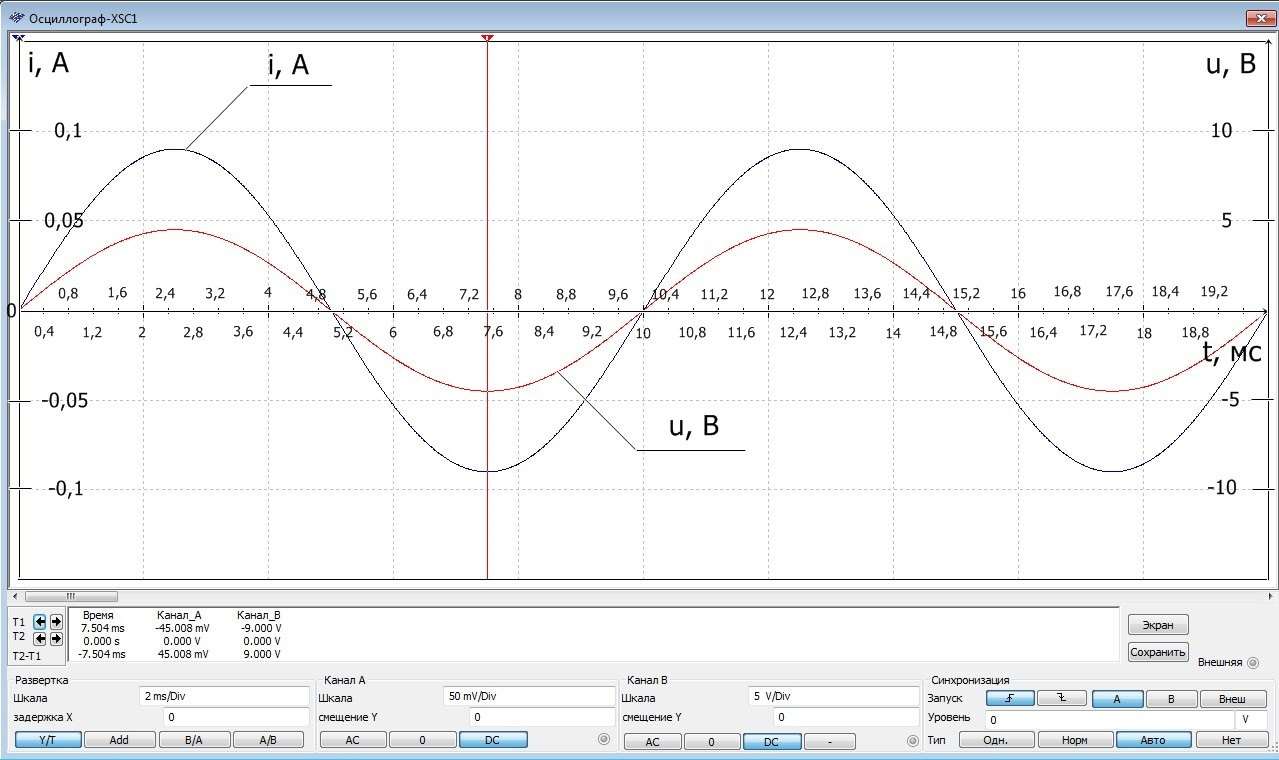 Осциллограф-XSC1
i, A
i, A
u, B
0,1
10
0,05
5
0,8 1,6 2,4 3,2 4 4,8 5,6 6,4 7,2 8 8,8 9,6 10,4 11,2 12 12,8 13,6 14,4 15,2 16 16,8 17,6 18,4 19,2
0
0,4 1,2 2 2,8 3,6 4,4 5,2 6 6,8 7,6 8,4 9,2 10 10,8 11,6 12,4 13,2 14 14,8 15,6 16,4 17,2 18 18,8
t, мс
-0,05
-5
u, B
-0,1
-10
T1
T2
T2-T1
Время Канал_A Канал_B
7.504 ms -45.008 mV -9.000 V
0.000 s 0.000 V 0.000 V
-7.504 ms 45.008 mV 9.000 V
Экран
Сохранить
Внешняя
Развертка
Шкала 2 ms/Div
задержка X 0
Y/T Add B/A A/B
Канал A
Шкала 50 mV/Div
смещение Y 0
AC 0 DC
Канал B
Шкала 5 V/Div
смещение Y 0
AC 0 DC -
Синхронизация
Запуск A B Внеш
Уровень 0 V
Тип Одн. Норм Авто Нет